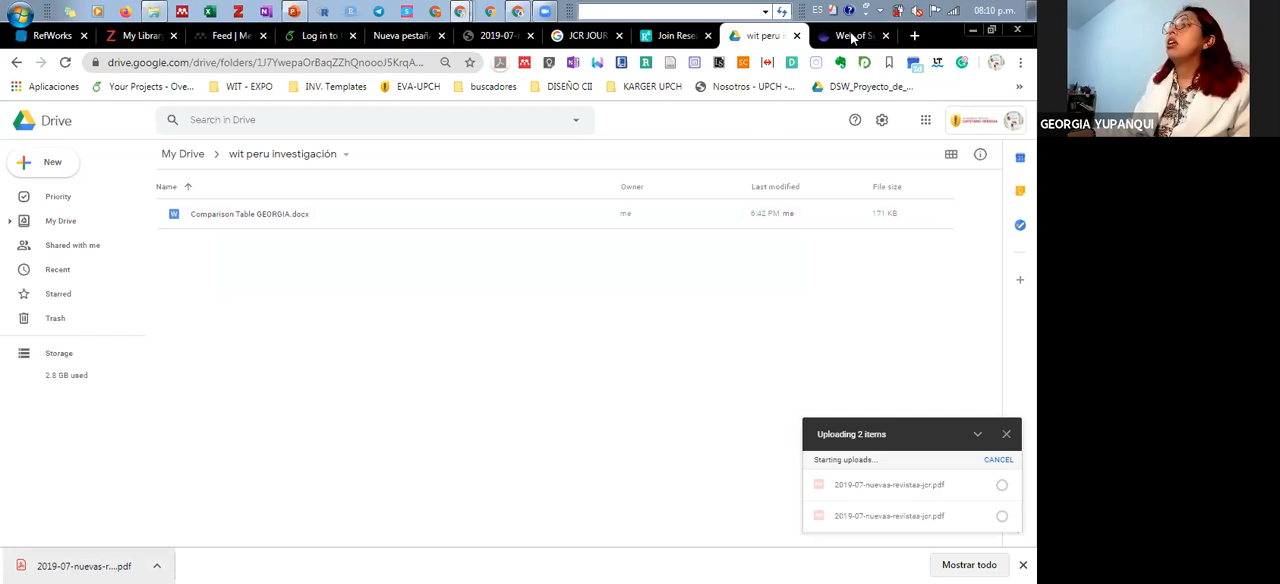 ES
08:10 p.m.
RefWorks
My Library
Feed | Me
Log in to
Nueva pestaña
2019-07-
JCR JOUR
Join Rese
wit peru i
Web of S
drive.google.com/drive/folders/1J7YwepaOrBaqZZhQnoooJ5KrqA...
Aplicaciones
Your Projects - Ove...
WIT - EXPO
INV. Templates
EVA-UPCH
buscadores
DISEÑO CII
KARGER UPCH
Nosotros - UPCH -...
DSW_Proyecto_de_...
»
GEORGIA YUPANQUI
Drive
Search in Drive
New
My Drive
wit peru investigación
Name
Owner
Last modified
File size
Priority
Comparison Table GEORGIA.docx
me
6:42 PM me
171 KB
My Drive
Shared with me
Recent
Starred
Trash
Storage
2.8 GB used
Uploading 2 items
Starting uploads...
CANCEL
2019-07-nuevas-revistas-jcr.pdf
2019-07-nuevas-revistas-jcr.pdf
2019-07-nuevas-r....pdf
Mostrar todo